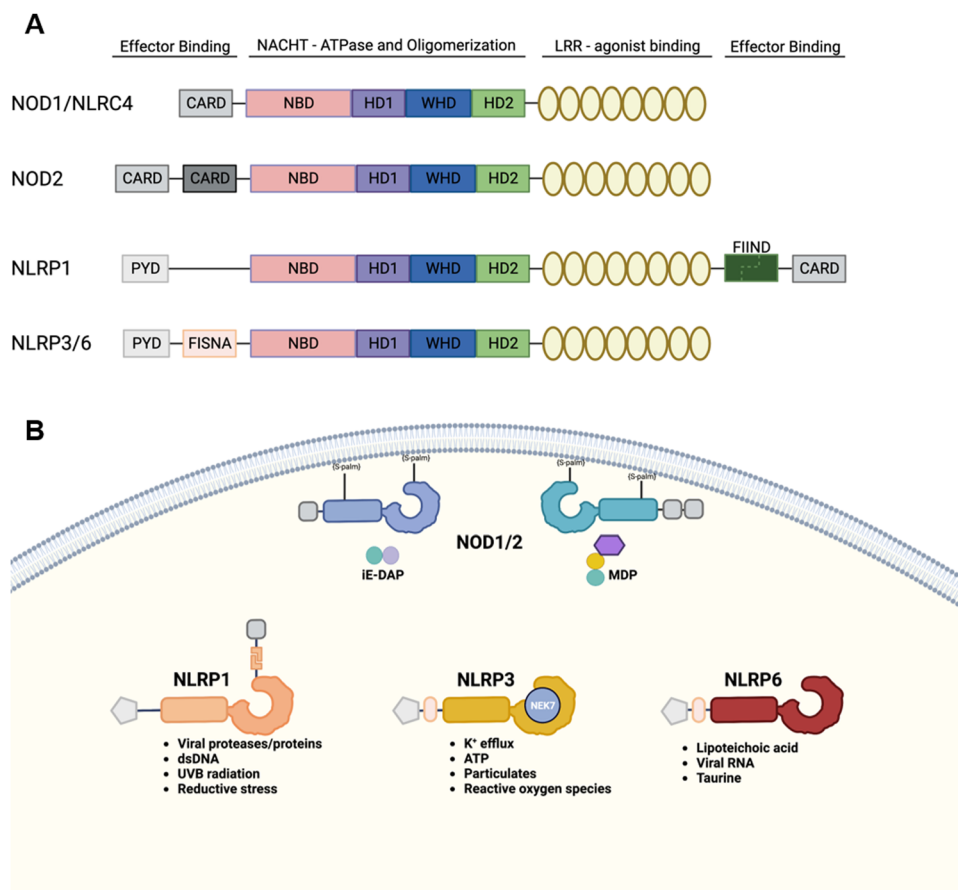 A
Effector Binding
NACHT - ATPase and Oligomerization
LRR - agonist binding
Effector Binding
NOD1/NLRC4
CARD
NBD
HD1
WHD
HD2
NOD2
CARD
CARD
NBD
HD1
WHD
HD2
FIIND
NLRP1
PYD
NBD
HD1
WHD
HD2
CARD
NLRP3/6
PYD
FISNA
NBD
HD1
WHD
HD2
B
(S-palm)
(S-palm)
(S-palm)
(S-palm)
NOD1/2
iE-DAP
MDP
NLRP1
• Viral proteases/proteins
• dsDNA
• UVB radiation
• Reductive stress
NLRP3
NEK7
• K⁺ efflux
• ATP
• Particulates
• Reactive oxygen species
NLRP6
• Lipoteichoic acid
• Viral RNA
• Taurine